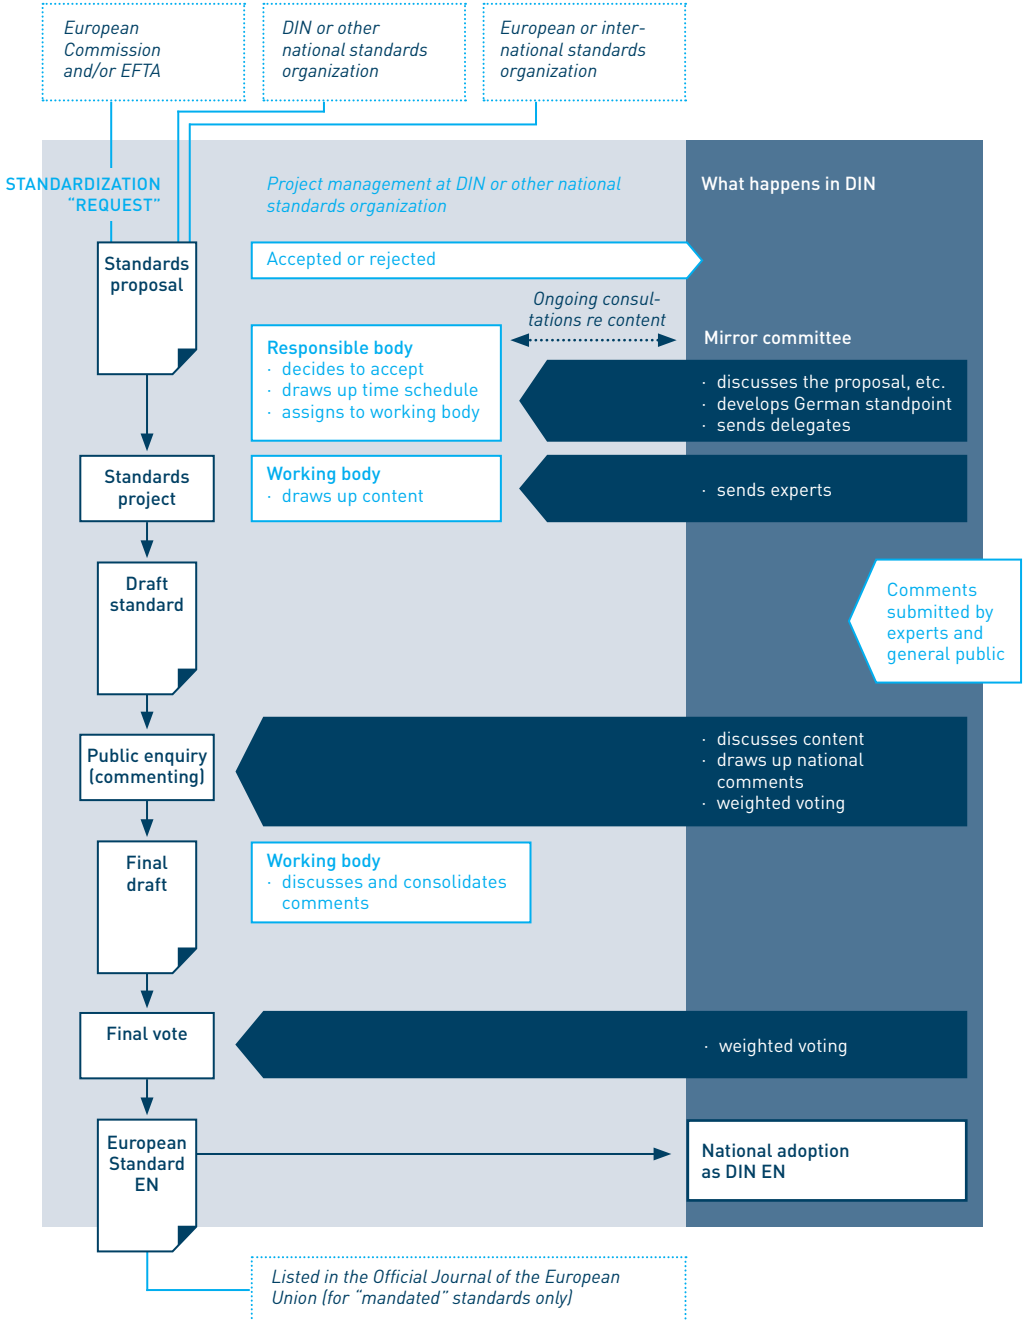 European
Commission
and/or EFTA
DIN or other
national standards
organization
European or inter-
national standards
organization
STANDARDIZATION
“REQUEST”
Project management at DIN or other national
standards organization
What happens in DIN
Standards
proposal
Accepted or rejected
Ongoing consul-
tations re content
Mirror committee
Responsible body
· decides to accept
· draws up time schedule
· assigns to working body
· discusses the proposal, etc.
· develops German standpoint
· sends delegates
Standards
project
Working body
· draws up content
· sends experts
Draft
standard
Comments
submitted by
experts and
general public
Public enquiry
(commenting)
· discusses content
· draws up national
comments
· weighted voting
Final
draft
Working body
· discusses and consolidates
comments
Final vote
· weighted voting
European
Standard
EN
National adoption
as DIN EN
Listed in the Official Journal of the European
Union (for “mandated” standards only)